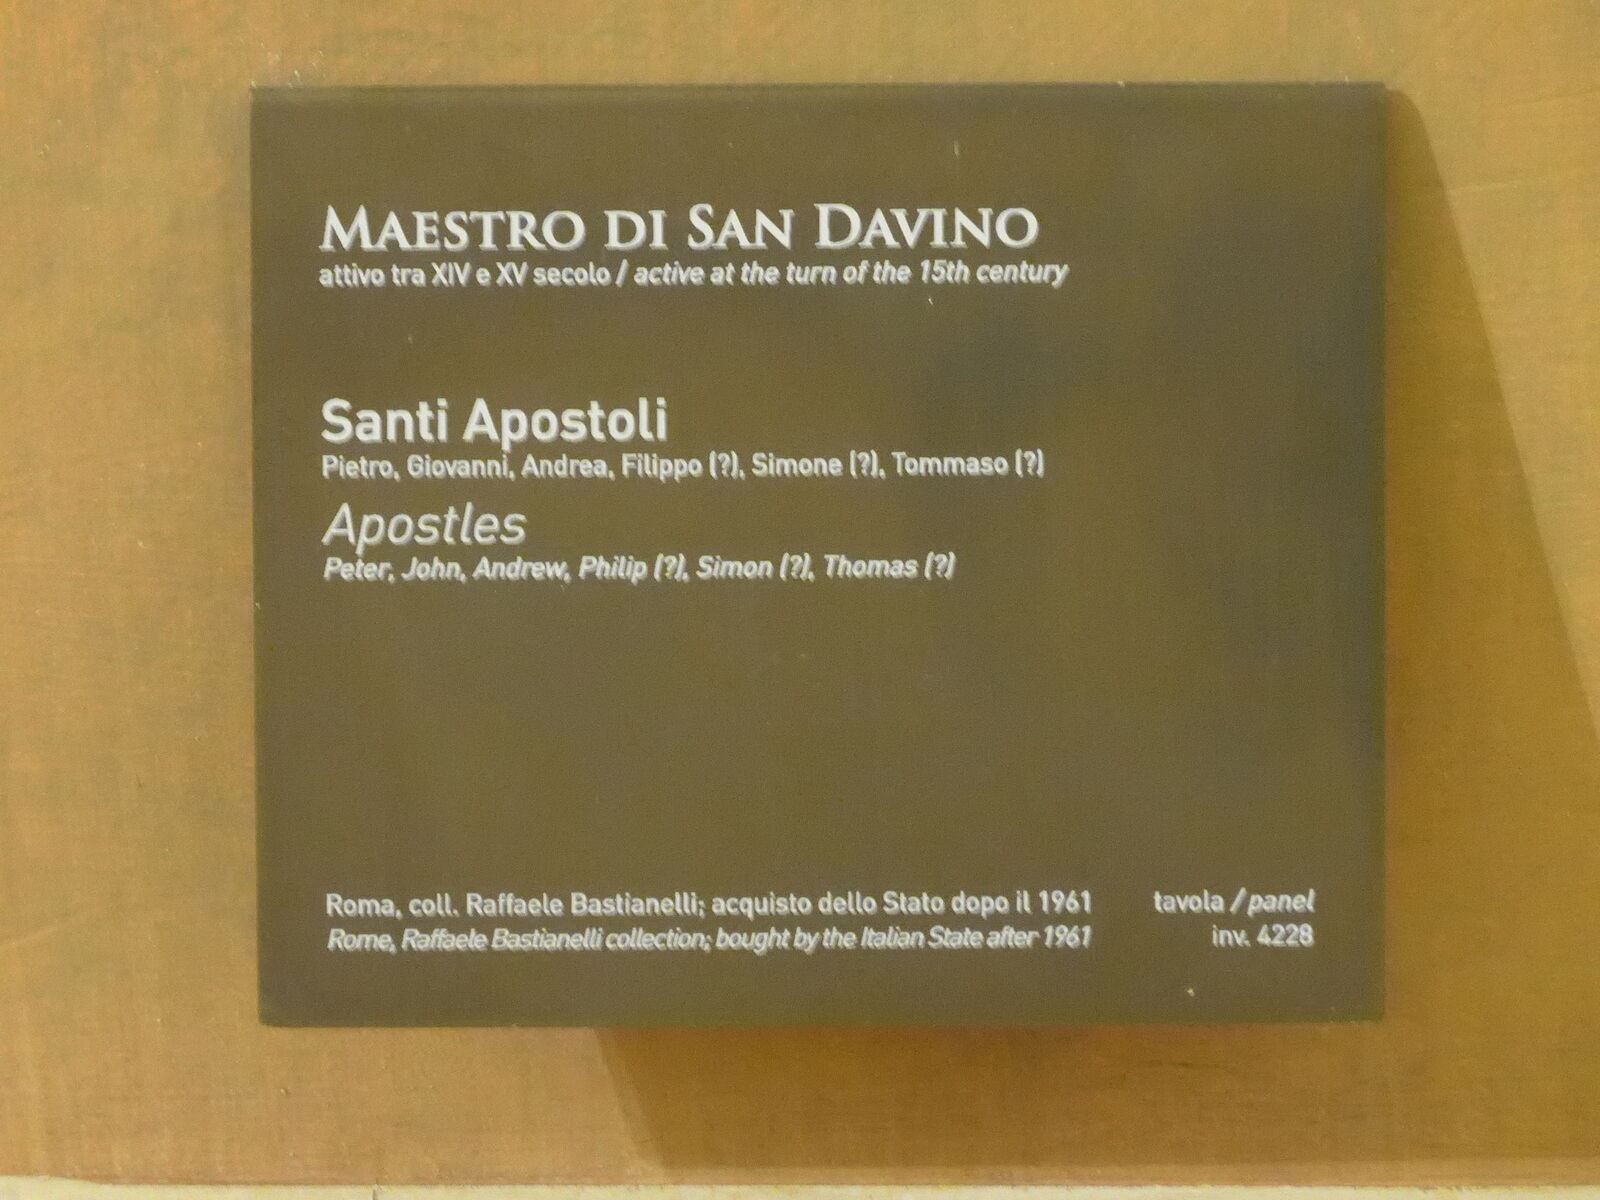 MAESTRO DI SAN DAVINO
attivo tra XIV e XV secolo / active at the turn of the 15th century
Santi Apostoli
Pietro, Giovanni, Andrea, Filippo (?), Simone (?), Tommaso (?)
Apostles
Peter, John, Andrew, Philip (?), Simon (?), Thomas (?)
Roma, coll. Raffaele Bastianelli; acquisto dello Stato dopo il 1961
Rome, Raffaele Bastianelli collection; bought by the Italian State after 1961
tavola / panel
inv. 4228